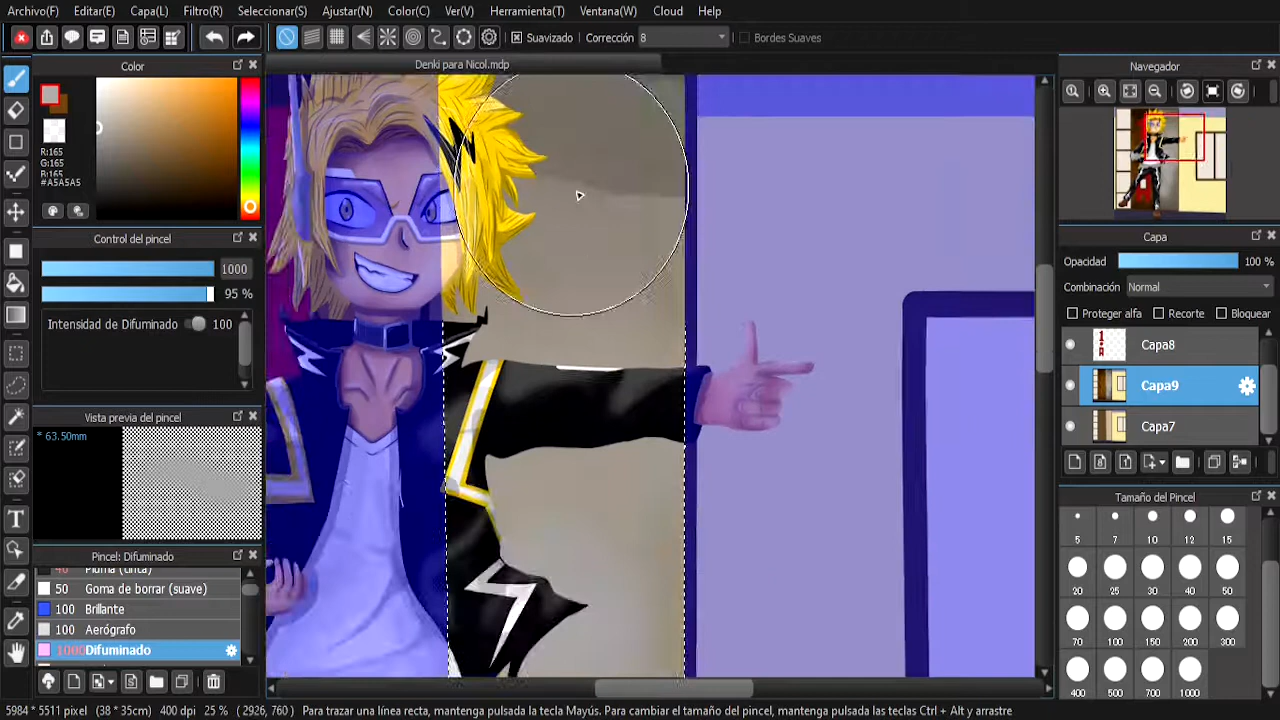 Archivo(F) Editar(E) Capa(L) Filtro(R) Seleccionar(S) Ajustar(N) Color(C) Ver(V) Herramienta(T) Ventana(W) Cloud Help
Suavizado Corrección 8 Bordes Suaves
Color
Denki para Nicol.mdp
Navegador
R:165
G:165
B:165
#A5A5A5
Control del pincel
1000
95 %
Intensidad de Difuminado 100
Capa
Opacidad 100 %
Combinación Normal
Proteger alfa Recorte Bloquear
Capa8
Capa9
Capa7
Vista previa del pincel
* 63.50mm
Tamaño del Pincel
5 7 10 12 15
20 25 30 40 50
70 100 150 200 300
400 500 700 1000
Pincel: Difuminado
Pluma (tinta)
50 Goma de borrar (suave)
100 Brillante
100 Aerógrafo
1000 Difuminado
5984 * 5511 pixel (38 * 35cm) 400 dpi 25 % ( 2926, 760 ) Para trazar una línea recta, mantenga pulsada la tecla Mayús. Para cambiar el tamaño del pincel, mantenga pulsada las teclas Ctrl + Alt y arrastre